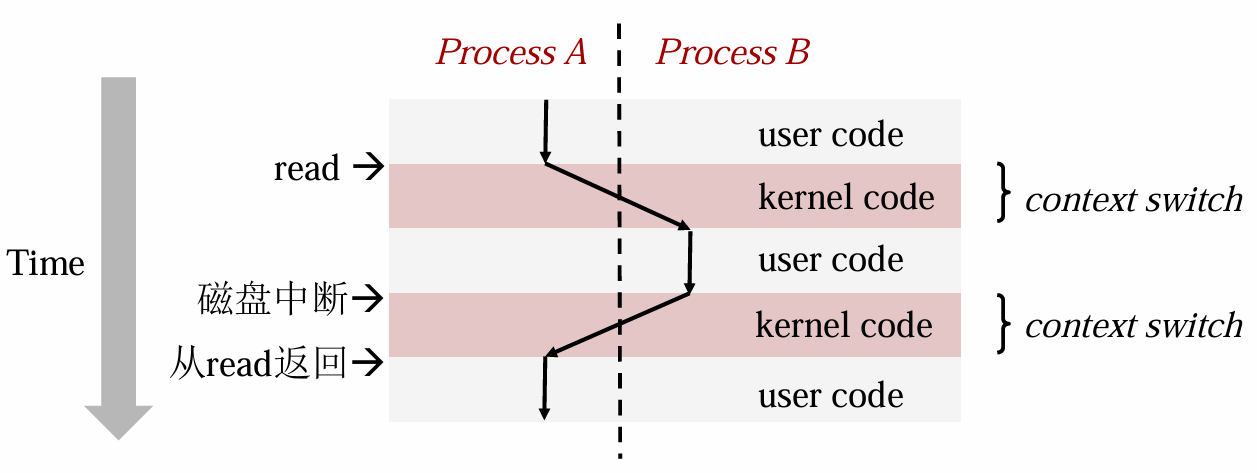 Process A Process B
user code
read →
kernel code
context switch
Time
user code
磁盘中断→
kernel code
context switch
从read返回→
user code